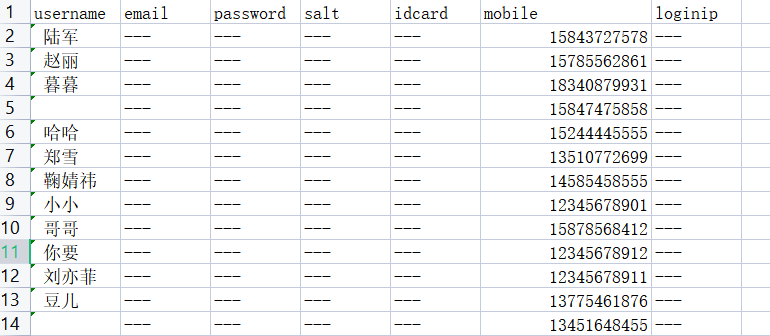 1 username email password salt idcard mobile loginip
2 陆军 --- --- --- --- 15843727578 ---
3 赵丽 --- --- --- --- 15785562861 ---
4 暮暮 --- --- --- --- 18340879931 ---
5 --- --- --- --- 15847475858 ---
6 哈哈 --- --- --- --- 15244445555 ---
7 郑雪 --- --- --- --- 13510772699 ---
8 鞠婧祎 --- --- --- --- 14585458555 ---
9 小小 --- --- --- --- 12345678901 ---
10 哥哥 --- --- --- --- 15878568412 ---
11 你要 --- --- --- --- 12345678912 ---
12 刘亦菲 --- --- --- --- 12345678911 ---
13 豆儿 --- --- --- --- 13775461876 ---
14 --- --- --- --- 13451648455 ---